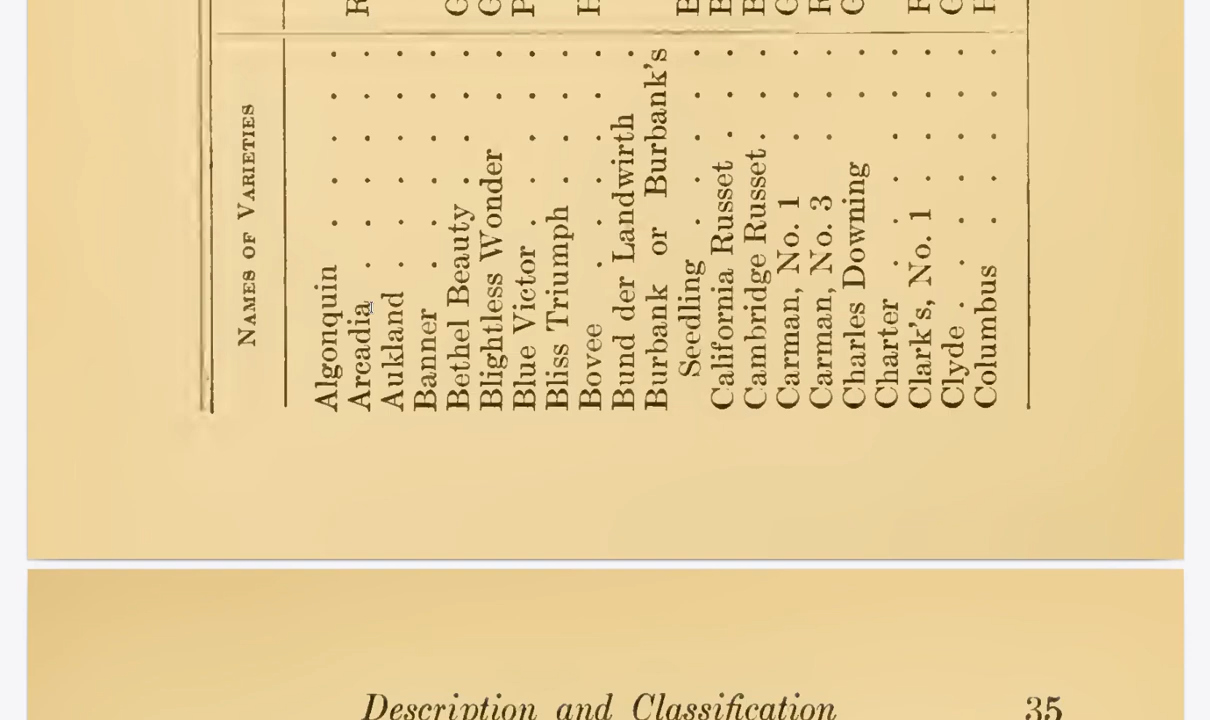 NAMES OF VARIETIES
Algonquin . . . . .
Arcadia . . . . . .
Aukland . . . . . .
Banner . . . . . .
Bethel Beauty . . . .
Blightless Wonder . .
Blue Victor . . . . .
Bliss Triumph . . . .
Bovee . . . . . .
Bund der Landwirth .
Burbank or Burbank's
Seedling . . . . .
California Russet . . .
Cambridge Russet . . .
Carman, No. 1 . . .
Carman, No. 3 . . .
Charles Downing . .
Charter . . . . . .
Clark's, No. 1 . . . .
Clyde . . . . . . .
Columbus . . . . .
Description and Classification 35